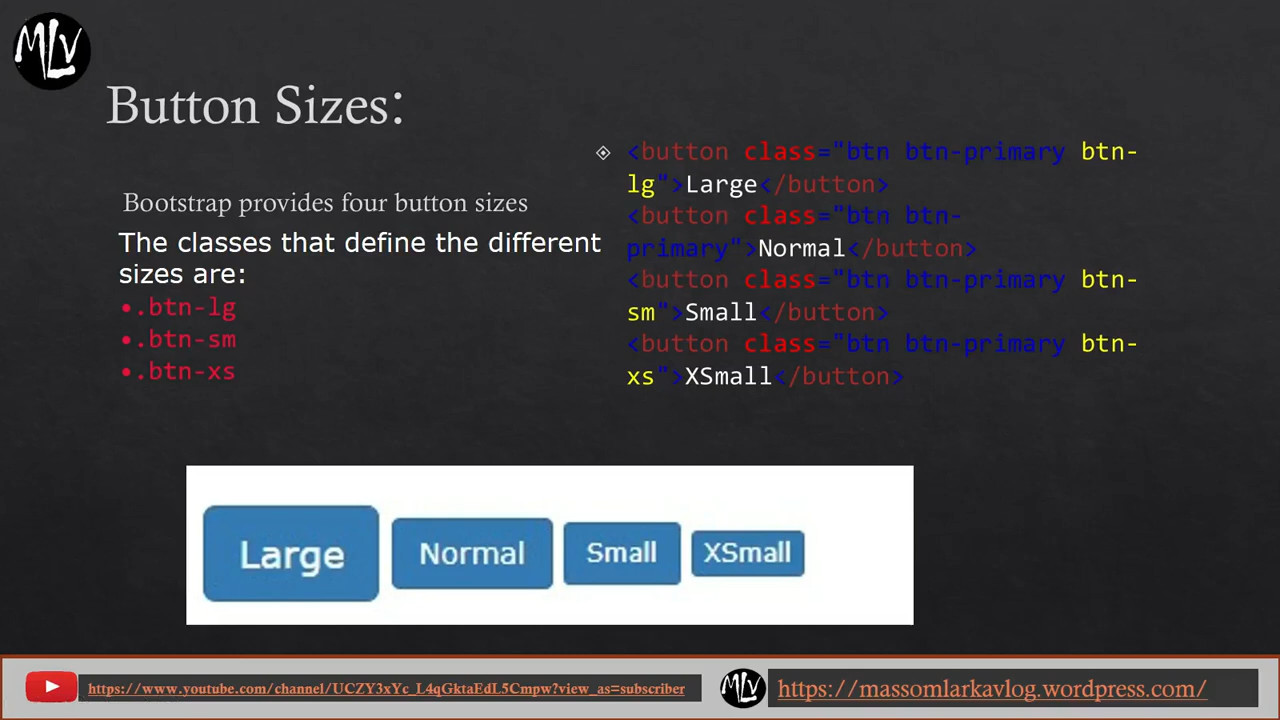 MLV
Button Sizes:
Bootstrap provides four button sizes
The classes that define the different
sizes are:
•.btn-lg
•.btn-sm
•.btn-xs
<button class="btn btn-primary btn-
lg">Large</button>
<button class="btn btn-
primary">Normal</button>
<button class="btn btn-primary btn-
sm">Small</button>
<button class="btn btn-primary btn-
xs">XSmall</button>
Large Normal Small XSmall
https://www.youtube.com/channel/UCZY3xYc_L4qGktaEdL5Cmpw?view_as=subscriber
MLV
https://massomlarkavlog.wordpress.com/